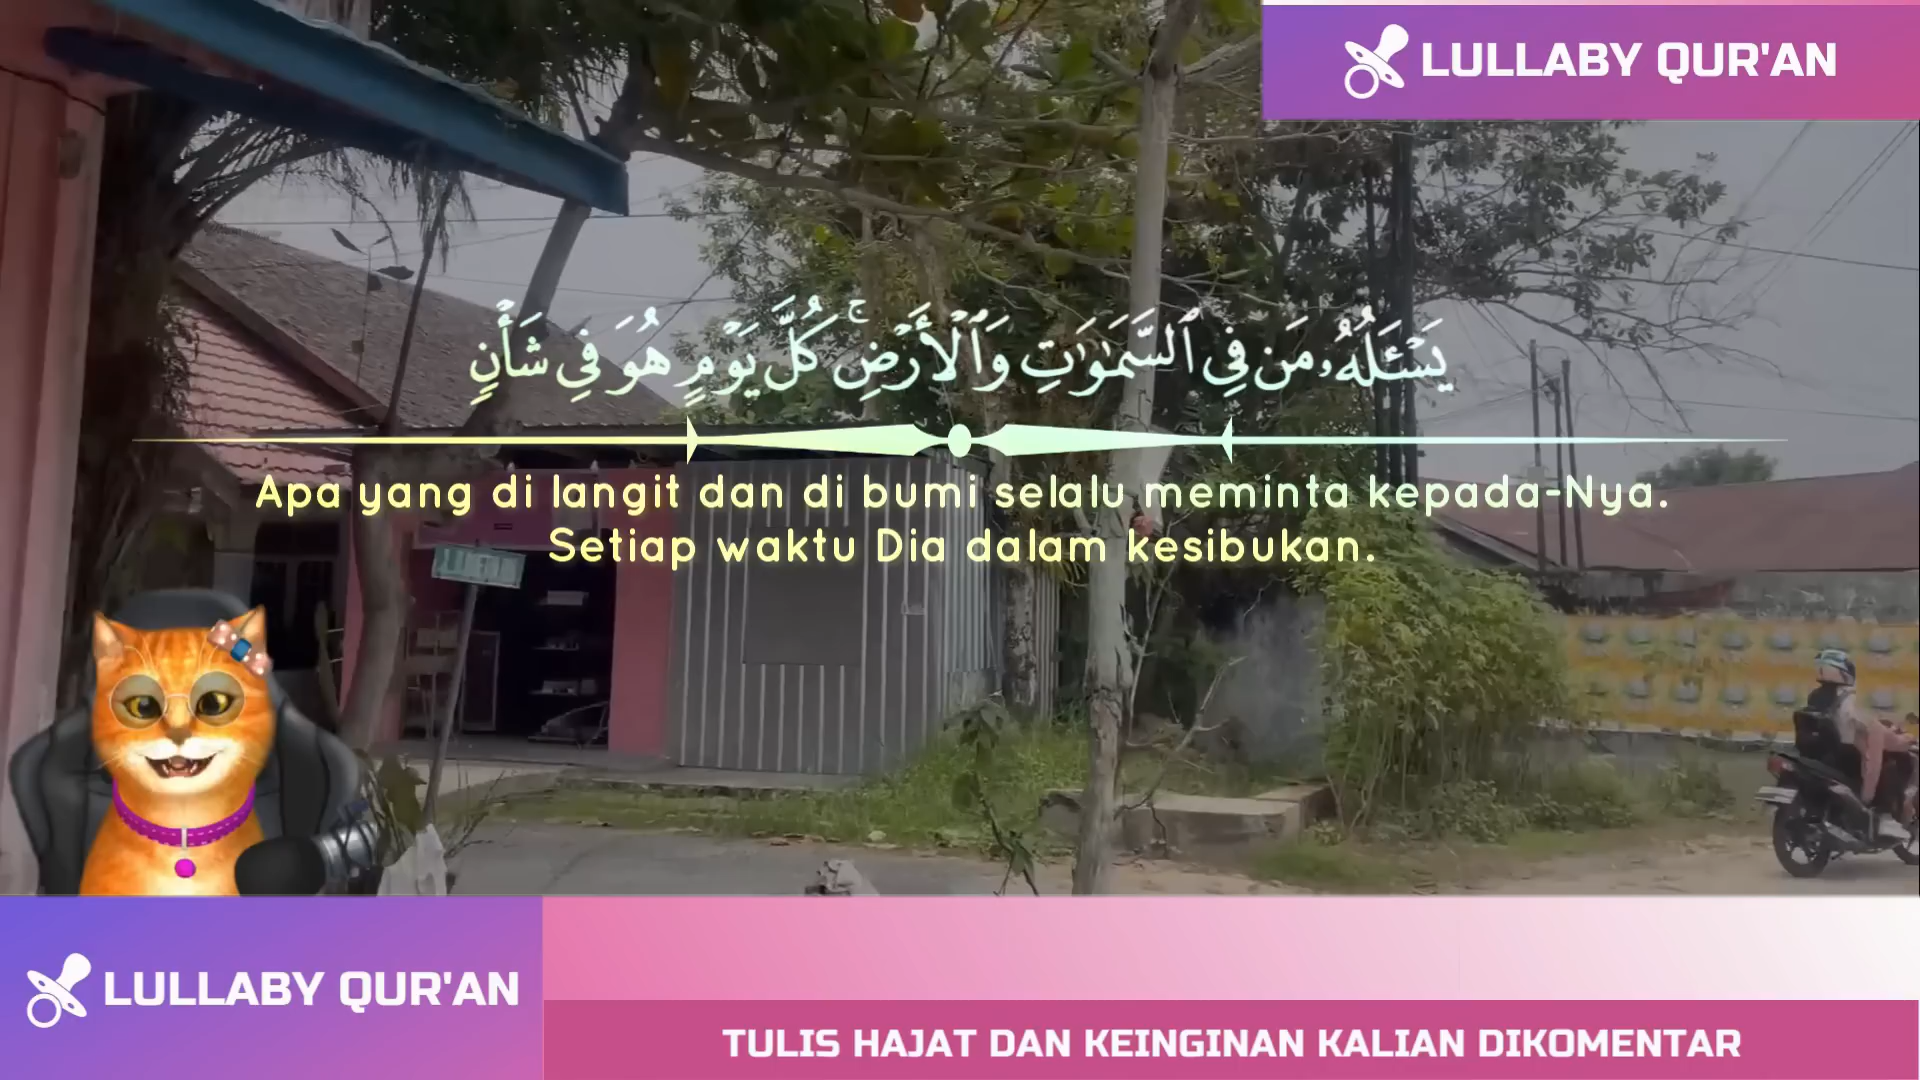 LULLABY QUR'AN
يَسْـَٔلُهُۥ مَن فِى ٱلسَّمَـٰوَٰتِ وَٱلْأَرْضِ ۚ كُلَّ يَوْمٍ هُوَ فِى شَأْنٍ
Apa yang di langit dan di bumi selalu meminta kepada-Nya.
Setiap waktu Dia dalam kesibukan.
LULLABY QUR'AN
TULIS HAJAT DAN KEINGINAN KALIAN DIKOMENTAR